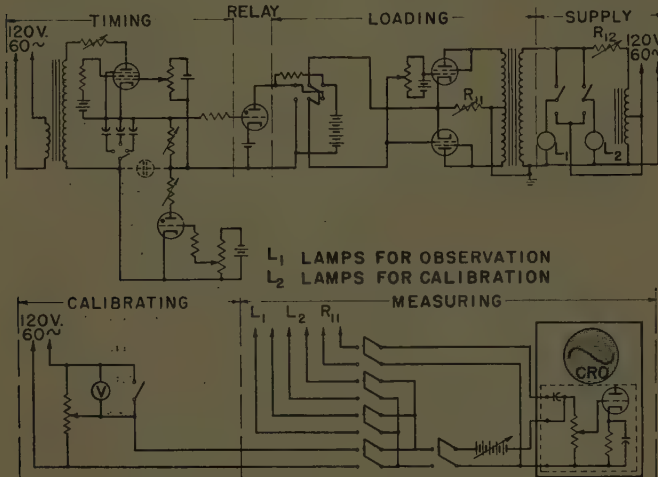 TIMING RELAY LOADING SUPPLY
120V. 60~
R12
120V. 60~
R11
L1 L2
L1 LAMPS FOR OBSERVATION
L2 LAMPS FOR CALIBRATION
CALIBRATING MEASURING
120V. 60~
L1 L2 R11
V
CRO